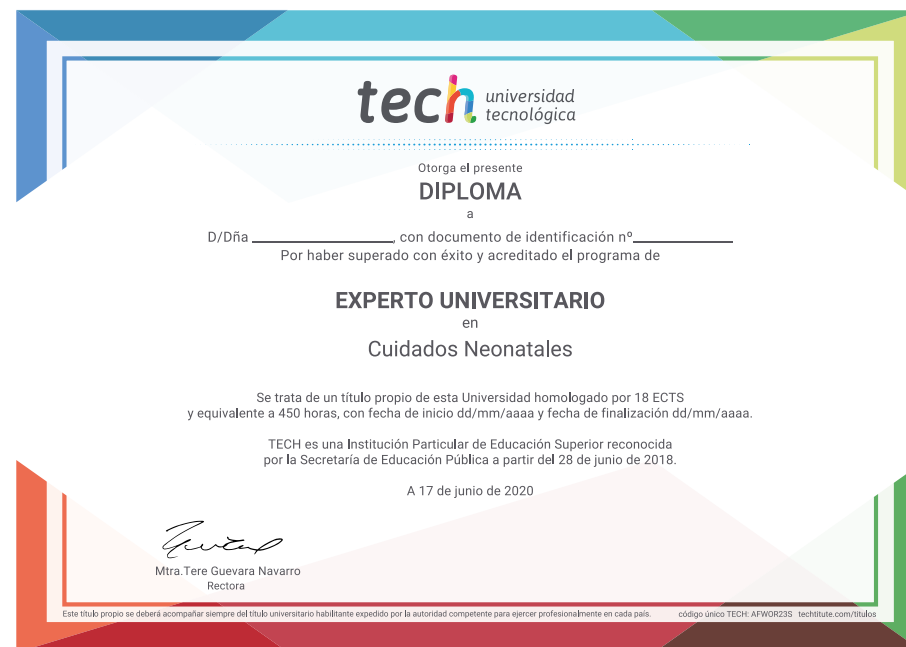 tech universidad
tecnológica
Otorga el presente
DIPLOMA
a
D/Dña ____________________, con documento de identificación nº______________
Por haber superado con éxito y acreditado el programa de
EXPERTO UNIVERSITARIO
en
Cuidados Neonatales
Se trata de un título propio de esta Universidad homologado por 18 ECTS
y equivalente a 450 horas, con fecha de inicio dd/mm/aaaa y fecha de finalización dd/mm/aaaa.
TECH es una Institución Particular de Educación Superior reconocida
por la Secretaría de Educación Pública a partir del 28 de junio de 2018.
A 17 de junio de 2020
Mtra.Tere Guevara Navarro
Rectora
Este título propio se deberá acompañar siempre del título universitario habilitante expedido por la autoridad competente para ejercer profesionalmente en cada país. código único TECH: AFWOR23S techtitute.com/titulos